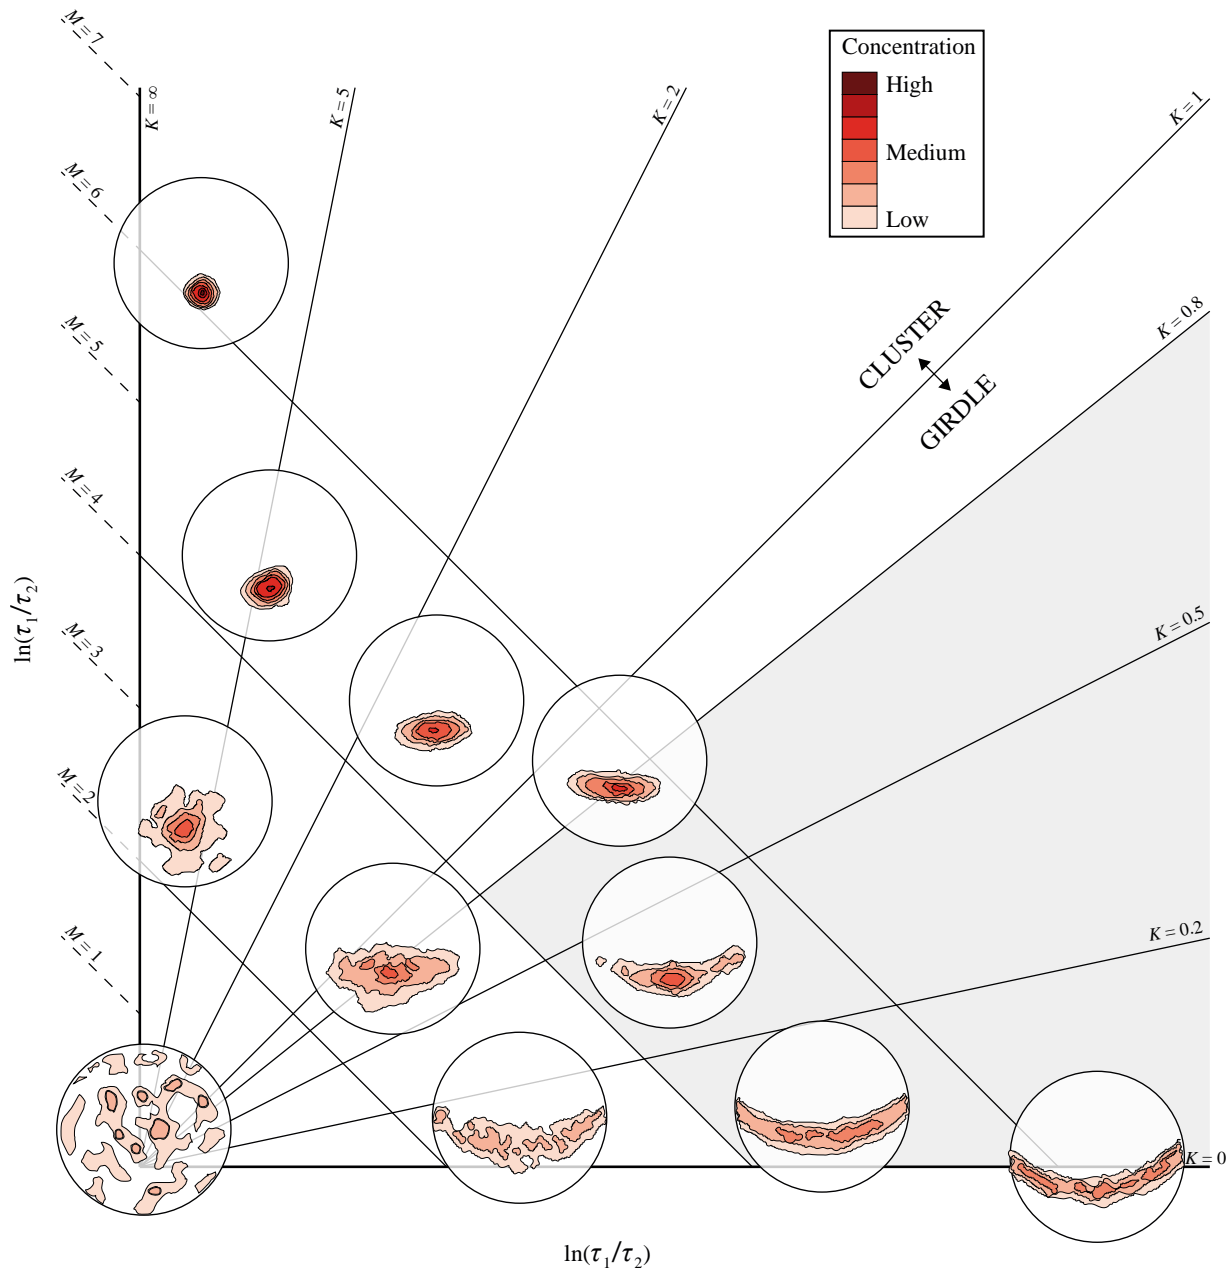 M = 7
M = 6
M = 5
M = 4
M = 3
M = 2
M = 1
K = ∞
K = 5
K = 2
K = 1
K = 0.8
K = 0.5
K = 0.2
K = 0
Concentration
High
Medium
Low
CLUSTER
GIRDLE
ln(τ₁/τ₂)
ln(τ₁/τ₂)